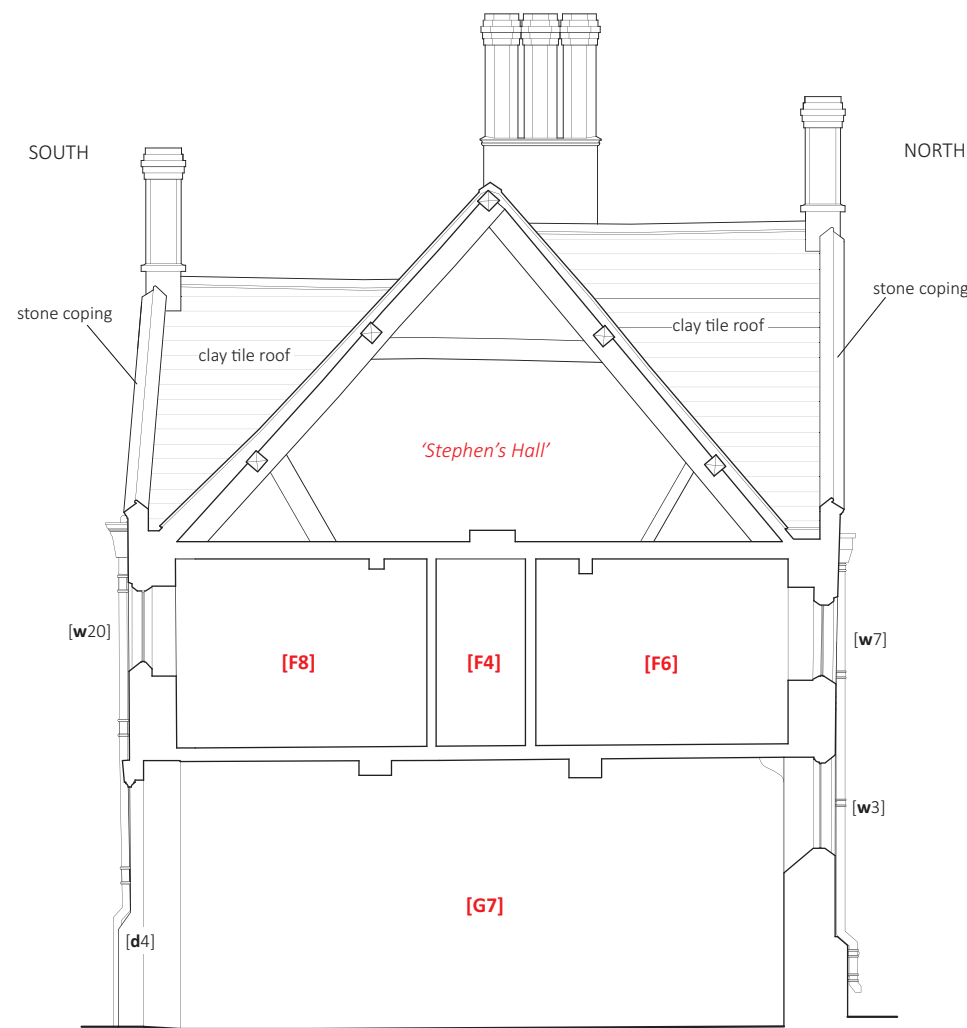 SOUTH
NORTH
stone coping
stone coping
clay tile roof
clay tile roof
‘Stephen’s Hall’
[w20]
[F8]
[F4]
[F6]
[w7]
[w3]
[G7]
[d4]